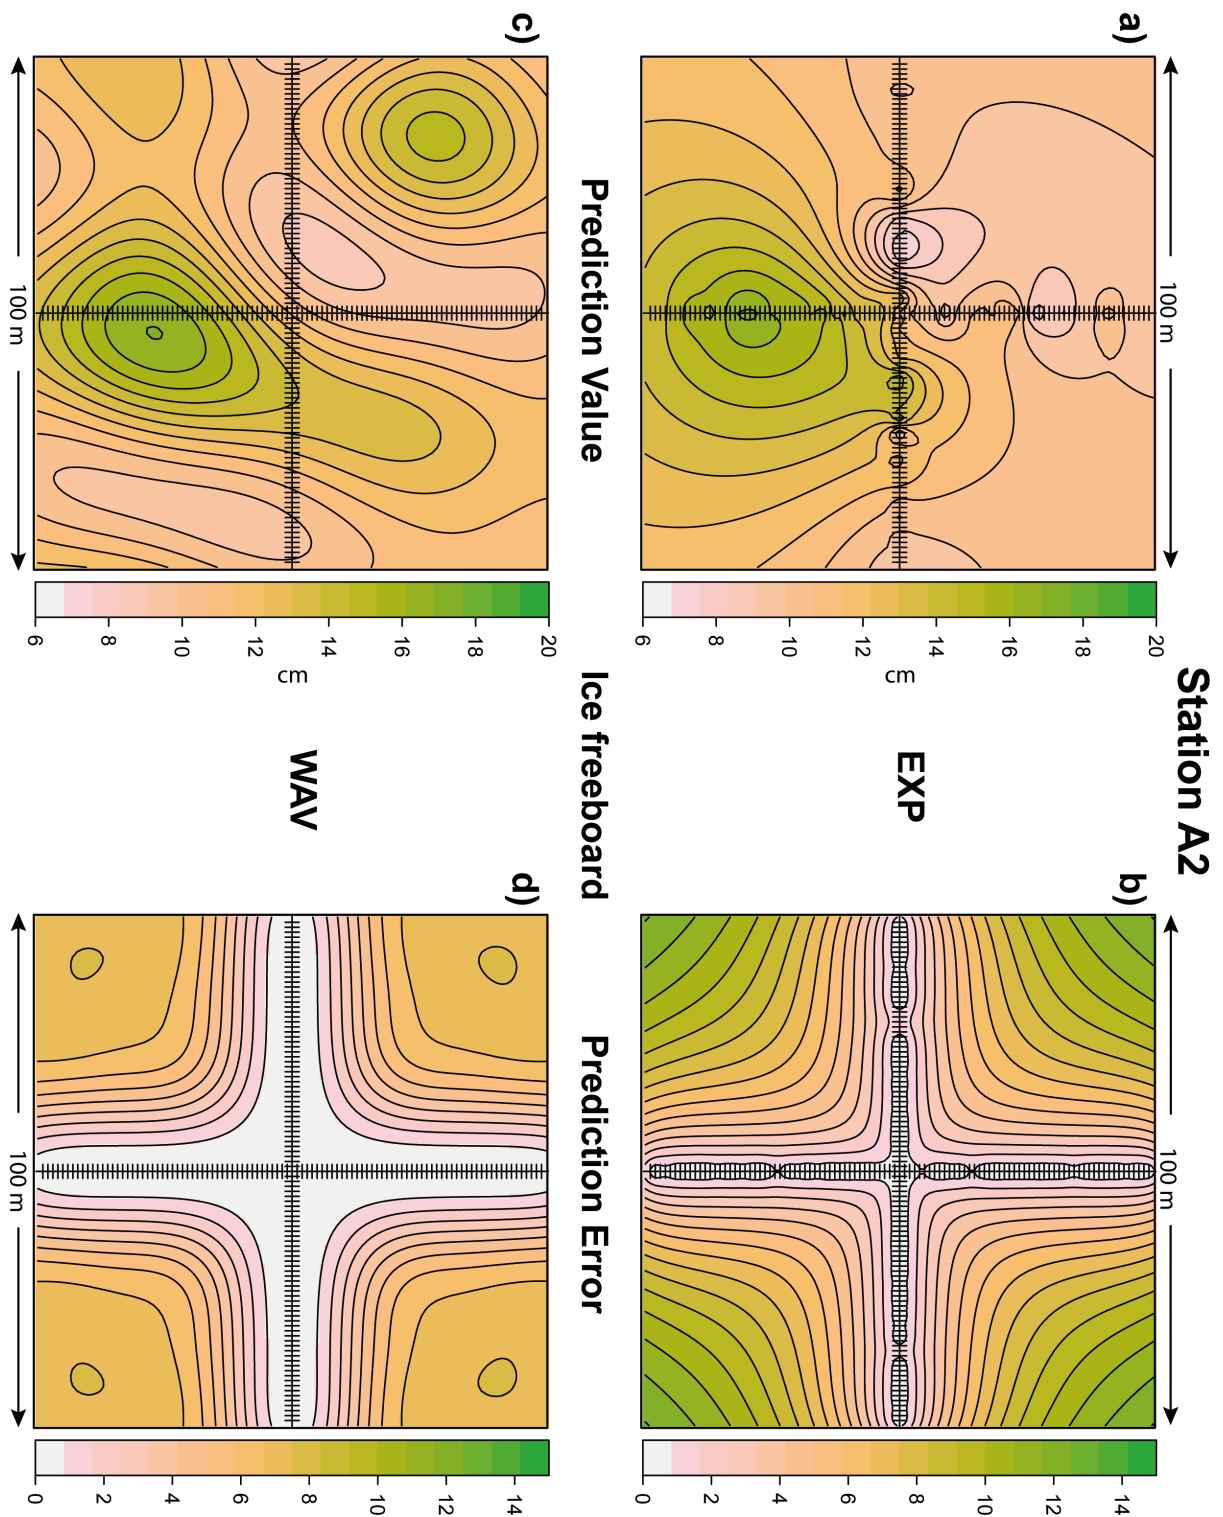 Station A2
Ice freeboard
Prediction Value
Prediction Error
EXP
WAV
a)
100 m
6 8 10 12 14 16 18 20
cm
b)
100 m
0 2 4 6 8 10 12 14
c)
100 m
6 8 10 12 14 16 18 20
cm
d)
100 m
0 2 4 6 8 10 12 14